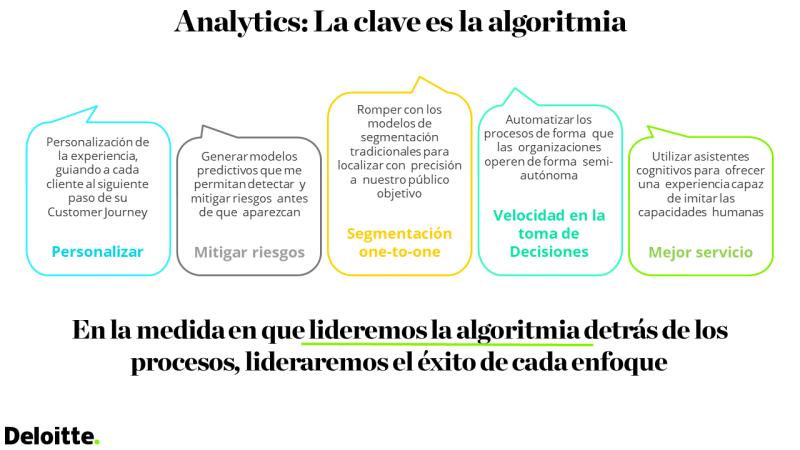 Analytics: La clave es la algoritmia
Personalización de
la experiencia,
guiando a cada
cliente al siguiente
paso de su
Customer Journey
Personalizar
Generar modelos
predictivos que me
permitan detectar y
mitigar riesgos antes
de que aparezcan
Mitigar riesgos
Romper con los
modelos de
segmentación
tradicionales para
localizar con precisión
a nuestro público
objetivo
Segmentación
one-to-one
Automatizar los
procesos de forma que
las organizaciones
operen de forma semi-
autónoma
Velocidad en la
toma de
Decisiones
Utilizar asistentes
cognitivos para ofrecer
una experiencia capaz
de imitar las
capacidades humanas
Mejor servicio
En la medida en que lideremos la algoritmia detrás de los
procesos, lideraremos el éxito de cada enfoque
Deloitte.